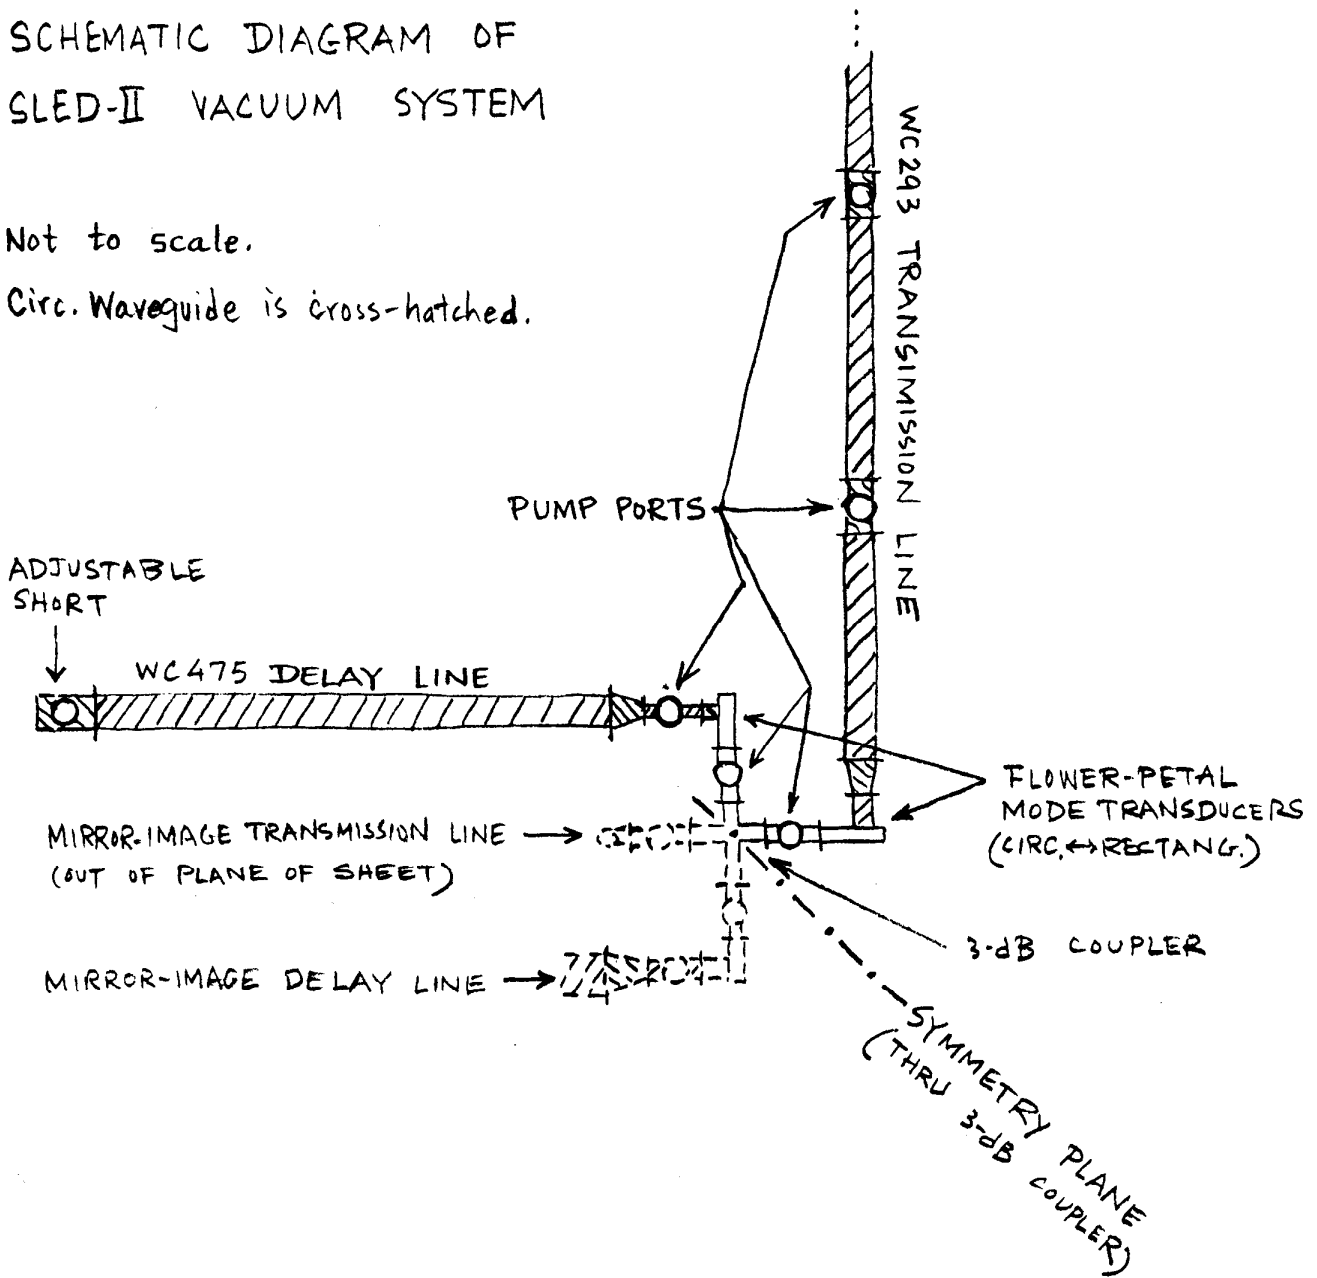 SCHEMATIC DIAGRAM OF
SLED-II VACUUM SYSTEM
Not to scale.
Circ. Waveguide is cross-hatched.
WC293 TRANSIMISSION LINE
PUMP PORTS
ADJUSTABLE
SHORT
WC475 DELAY LINE
FLOWER-PETAL
MODE TRANSDUCERS
(CIRC.↔RECTANG.)
MIRROR-IMAGE TRANSMISSION LINE
(OUT OF PLANE OF SHEET)
3-dB COUPLER
MIRROR-IMAGE DELAY LINE
SYMMETRY PLANE
(THRU 3-dB COUPLER)